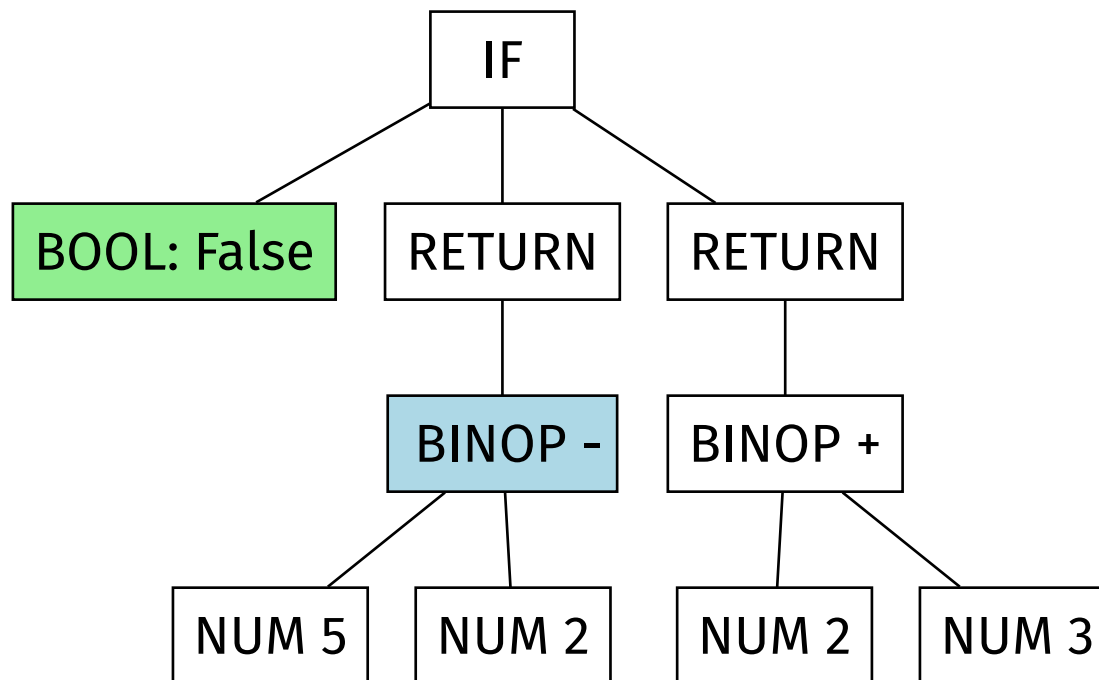 IF
BOOL: False
RETURN
RETURN
BINOP -
BINOP +
NUM 5
NUM 2
NUM 2
NUM 3